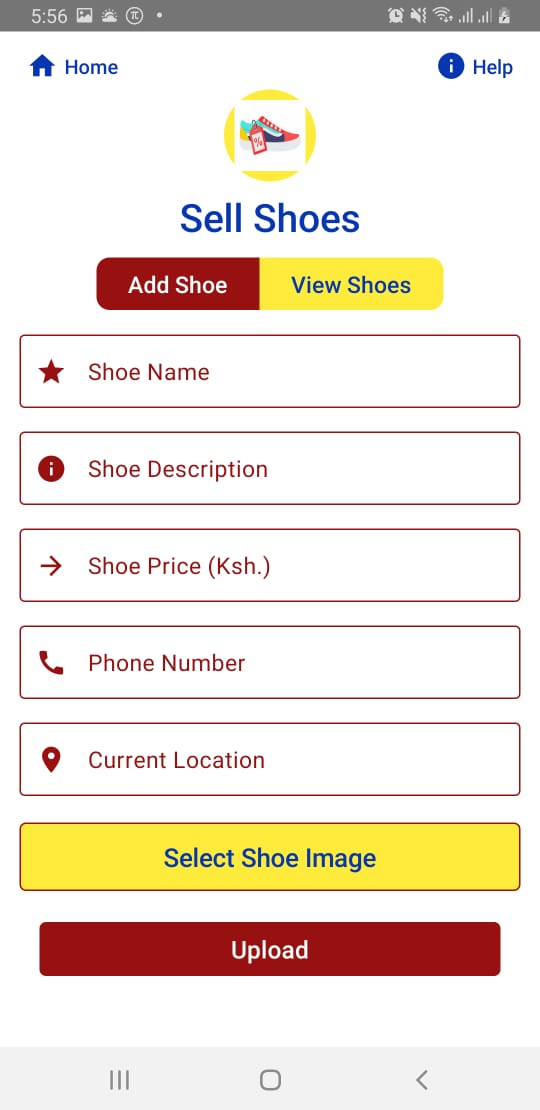 5:56
Home
Help
%
Sell Shoes
Add Shoe
View Shoes
Shoe Name
Shoe Description
Shoe Price (Ksh.)
Phone Number
Current Location
Select Shoe Image
Upload